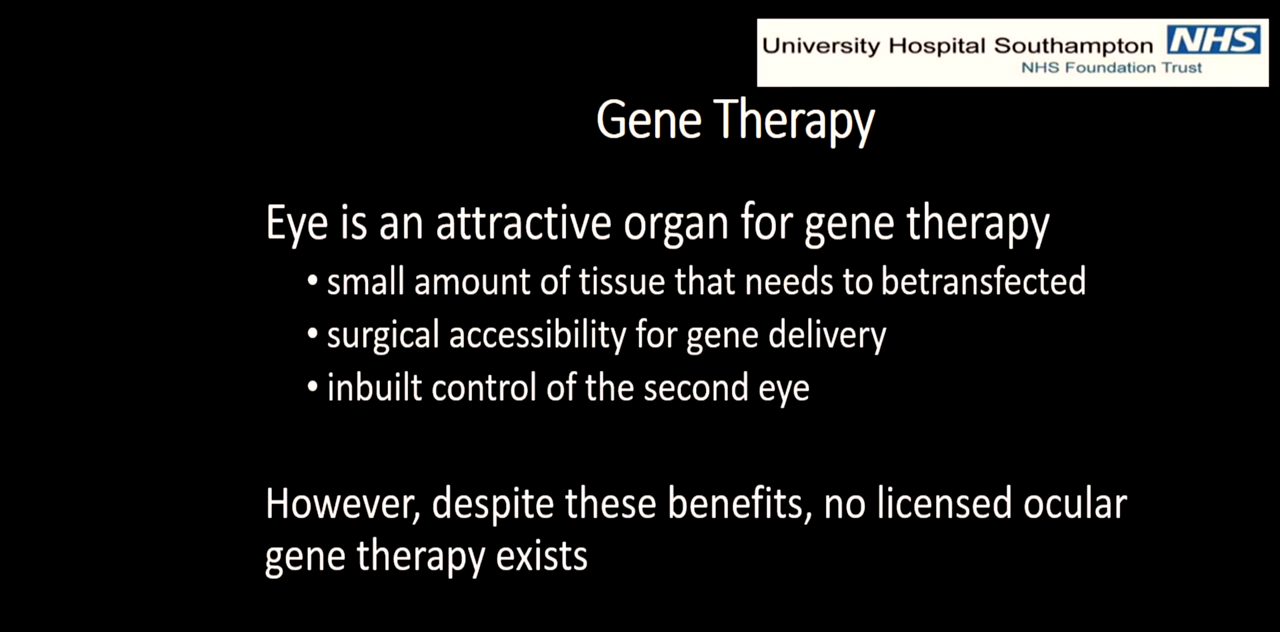 University Hospital Southampton NHS
NHS Foundation Trust
Gene Therapy
Eye is an attractive organ for gene therapy
• small amount of tissue that needs to betransfected
• surgical accessibility for gene delivery
• inbuilt control of the second eye
However, despite these benefits, no licensed ocular
gene therapy exists